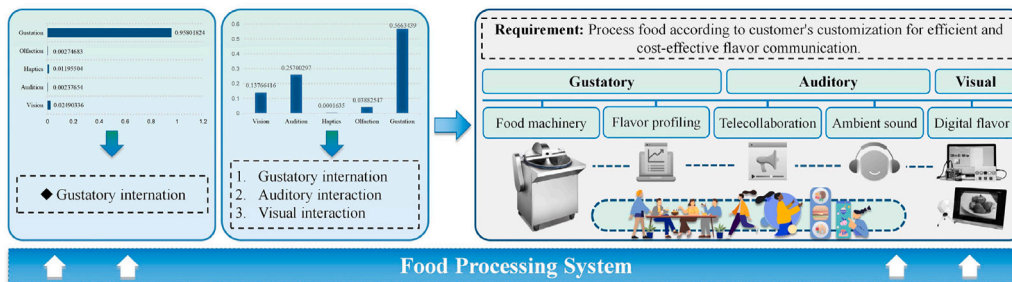 Gustation
0.95801824
Olfaction
0.00274683
Haptics
0.01195504
Audition
0.00237654
Vision
0.02490336
0
0.2
0.4
0.6
0.8
1
1.2
◆ Gustatory internation
0.6
0.5
0.4
0.3
0.2
0.1
0
0.13766416
0.25700297
0.0001635
0.03882547
0.5663439
Vision
Audition
Haptics
Olfaction
Gustation
1. Gustatory internation
2. Auditory interaction
3. Visual interaction
Requirement: Process food according to customer's customization for efficient and
cost-effective flavor communication.
Gustatory
Auditory
Visual
Food machinery
Flavor profiling
Telecollaboration
Ambient sound
Digital flavor
Food Processing System